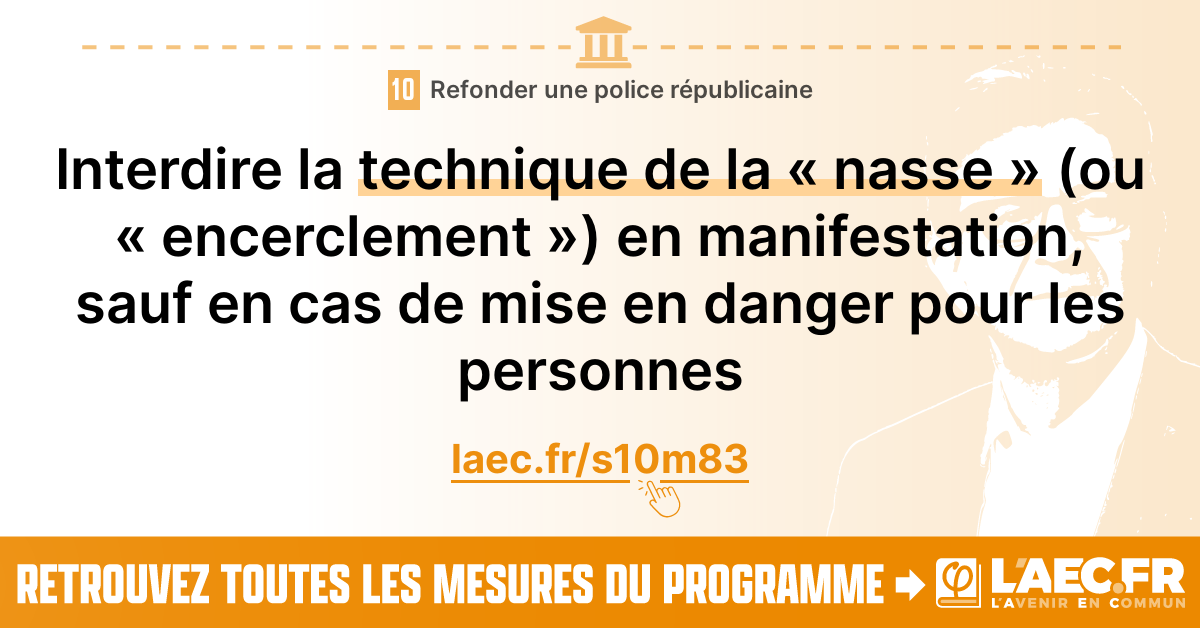 10 Refonder une police républicaine
Interdire la technique de la « nasse » (ou
« encerclement ») en manifestation,
sauf en cas de mise en danger pour les
personnes
laec.fr/s10m83
RETROUVEZ TOUTES LES MESURES DU PROGRAMME
φ L'AEC.FR
L'AVENIR EN COMMUN